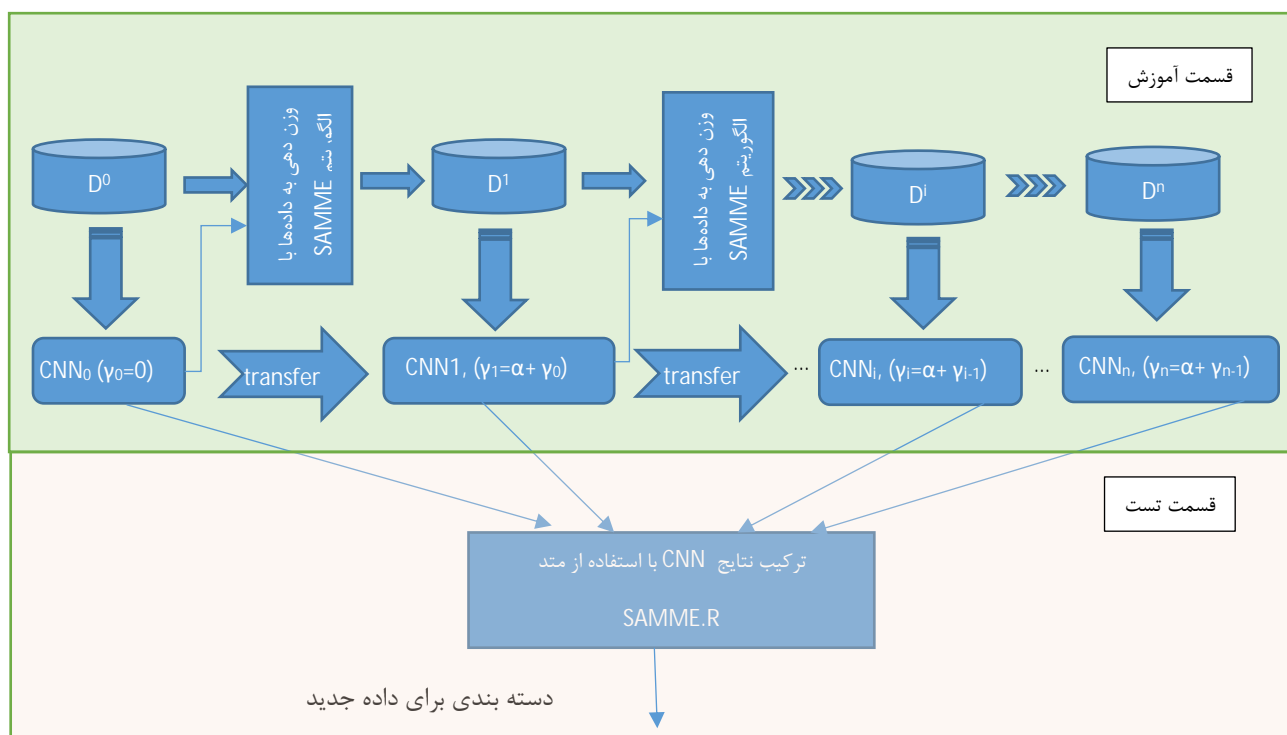 قسمت آموزش
وزن دهی به داده‌ها با
الگوریتم SAMME
وزن دهی به داده‌ها با
الگوریتم SAMME
D⁰
D¹
Dⁱ
Dⁿ
CNN₀ (γ₀=0)
transfer
CNN1, (γ₁=α+ γ₀)
transfer
...
CNNᵢ, (γᵢ=α+ γᵢ₋₁)
...
CNNₙ, (γₙ=α+ γₙ₋₁)
قسمت تست
ترکیب نتایج CNN با استفاده از متد
SAMME.R
دسته بندی برای داده جدید